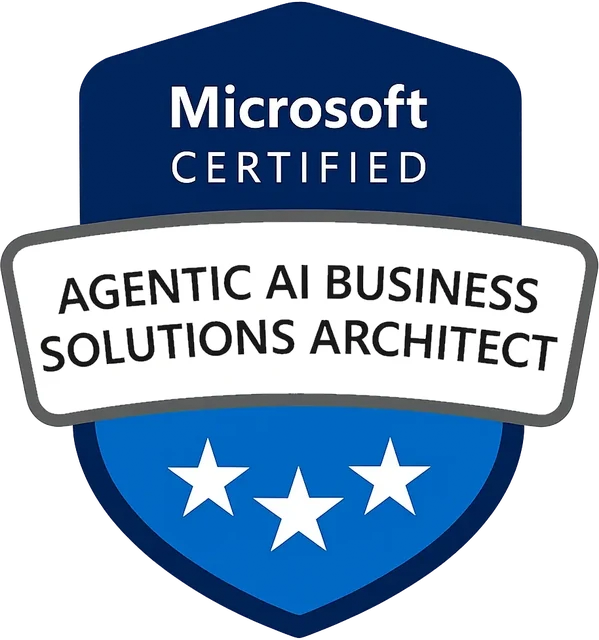 Microsoft
CERTIFIED
AGENTIC AI BUSINESS
SOLUTIONS ARCHITECT